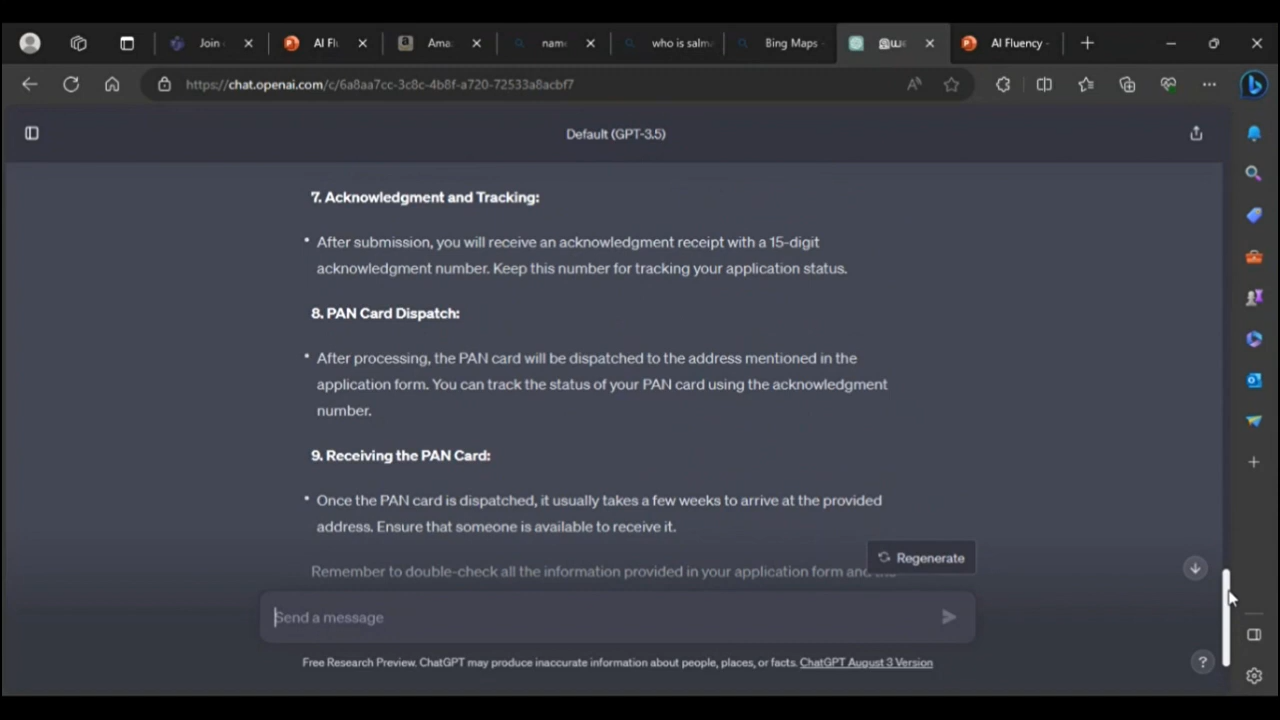 Join
AI Fl
Ama
name
who is salm
Bing Maps -
AI Fluency -
https://chat.openai.com/c/6a8aa7cc-3c8c-4b8f-a720-72533a8acbf7
Default (GPT-3.5)
7. Acknowledgment and Tracking:
• After submission, you will receive an acknowledgment receipt with a 15-digit
acknowledgment number. Keep this number for tracking your application status.
8. PAN Card Dispatch:
• After processing, the PAN card will be dispatched to the address mentioned in the
application form. You can track the status of your PAN card using the acknowledgment
number.
9. Receiving the PAN Card:
• Once the PAN card is dispatched, it usually takes a few weeks to arrive at the provided
address. Ensure that someone is available to receive it.
Regenerate
Remember to double-check all the information provided in your application form and
Send a message
Free Research Preview. ChatGPT may produce inaccurate information about people, places, or facts. ChatGPT August 3 Version
?